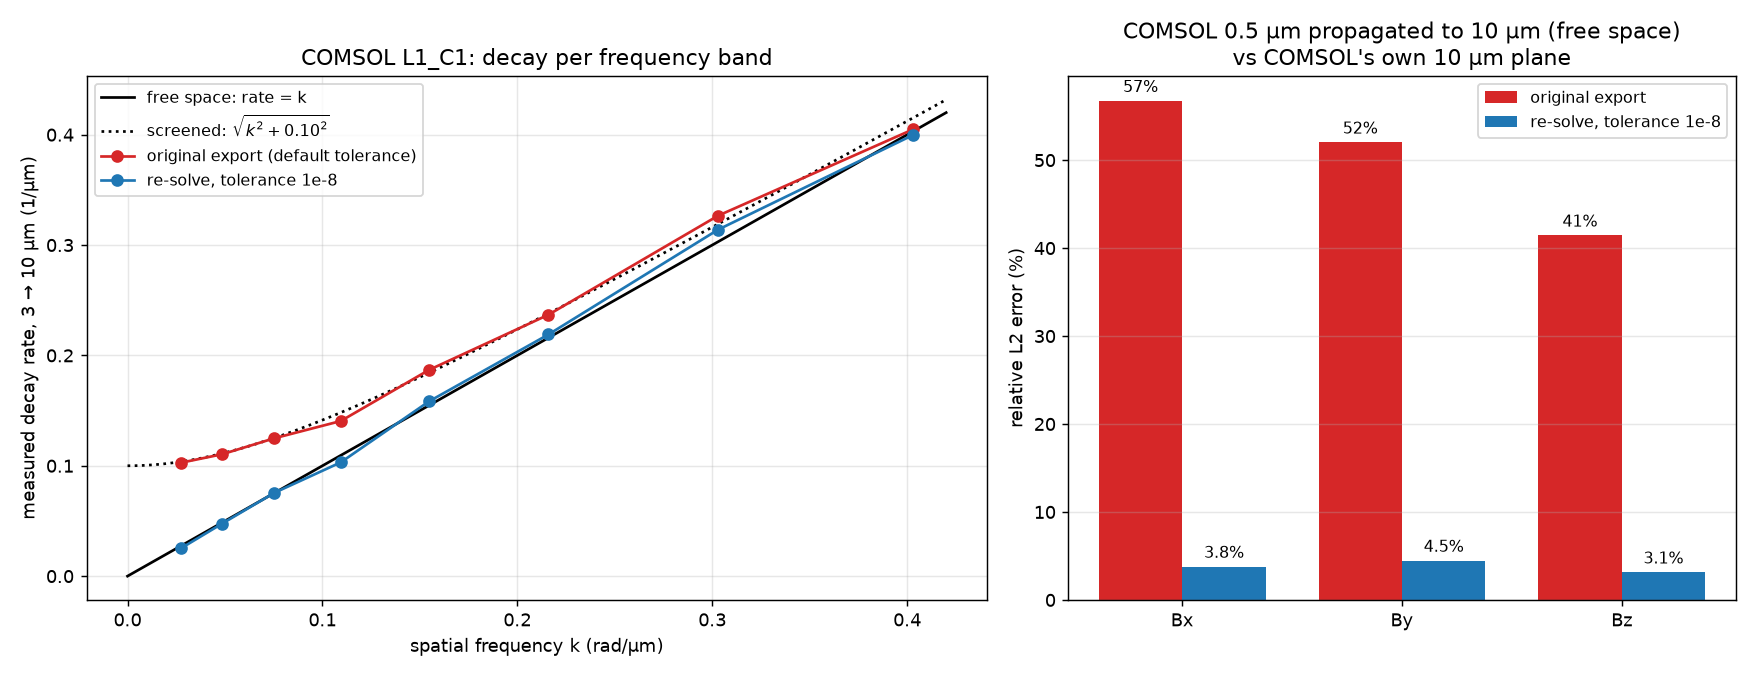 COMSOL L1_C1: decay per frequency band
measured decay rate, 3 → 10 μm (1/μm)
0.4
0.3
0.2
0.1
0.0
free space: rate = k
screened: √k² + 0.10²
original export (default tolerance)
re-solve, tolerance 1e-8
0.0 0.1 0.2 0.3 0.4
spatial frequency k (rad/μm)
COMSOL 0.5 μm propagated to 10 μm (free space)
vs COMSOL's own 10 μm plane
relative L2 error (%)
50
40
30
20
10
0
original export
re-solve, tolerance 1e-8
57%
52%
41%
3.8%
4.5%
3.1%
Bx By Bz